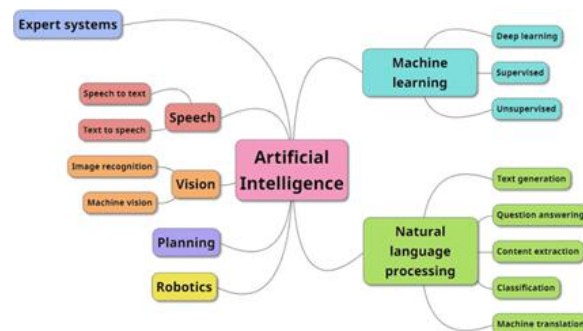 Expert systems
Speech to text
Speech
Text to speech
Image recognition
Vision
Machine vision
Planning
Robotics
Artificial
Intelligence
Machine
learning
Deep learning
Supervised
Unsupervised
Natural
language
processing
Text generation
Question answering
Content extraction
Classification
Machine translation